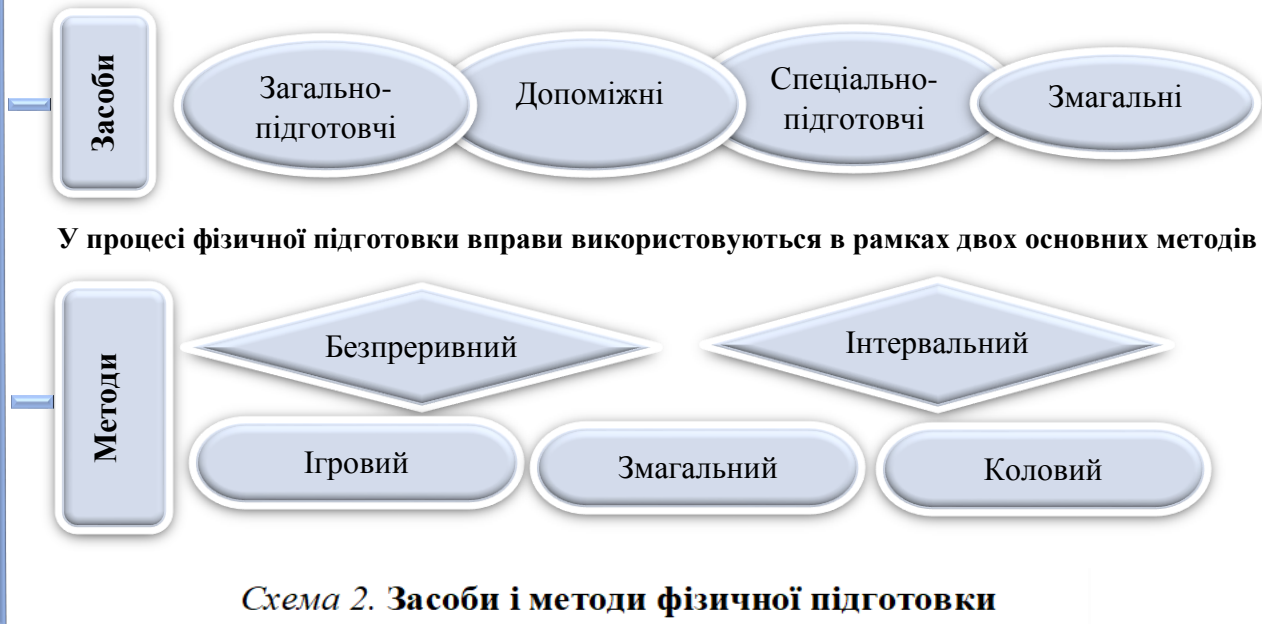 Засоби
Загально-
підготовчі
Допоміжні
Спеціально-
підготовчі
Змагальні
У процесі фізичної підготовки вправи використовуються в рамках двох основних методів
Методи
Безпреривний
Інтервальний
Ігровий
Змагальний
Коловий
Схема 2. Засоби і методи фізичної підготовки